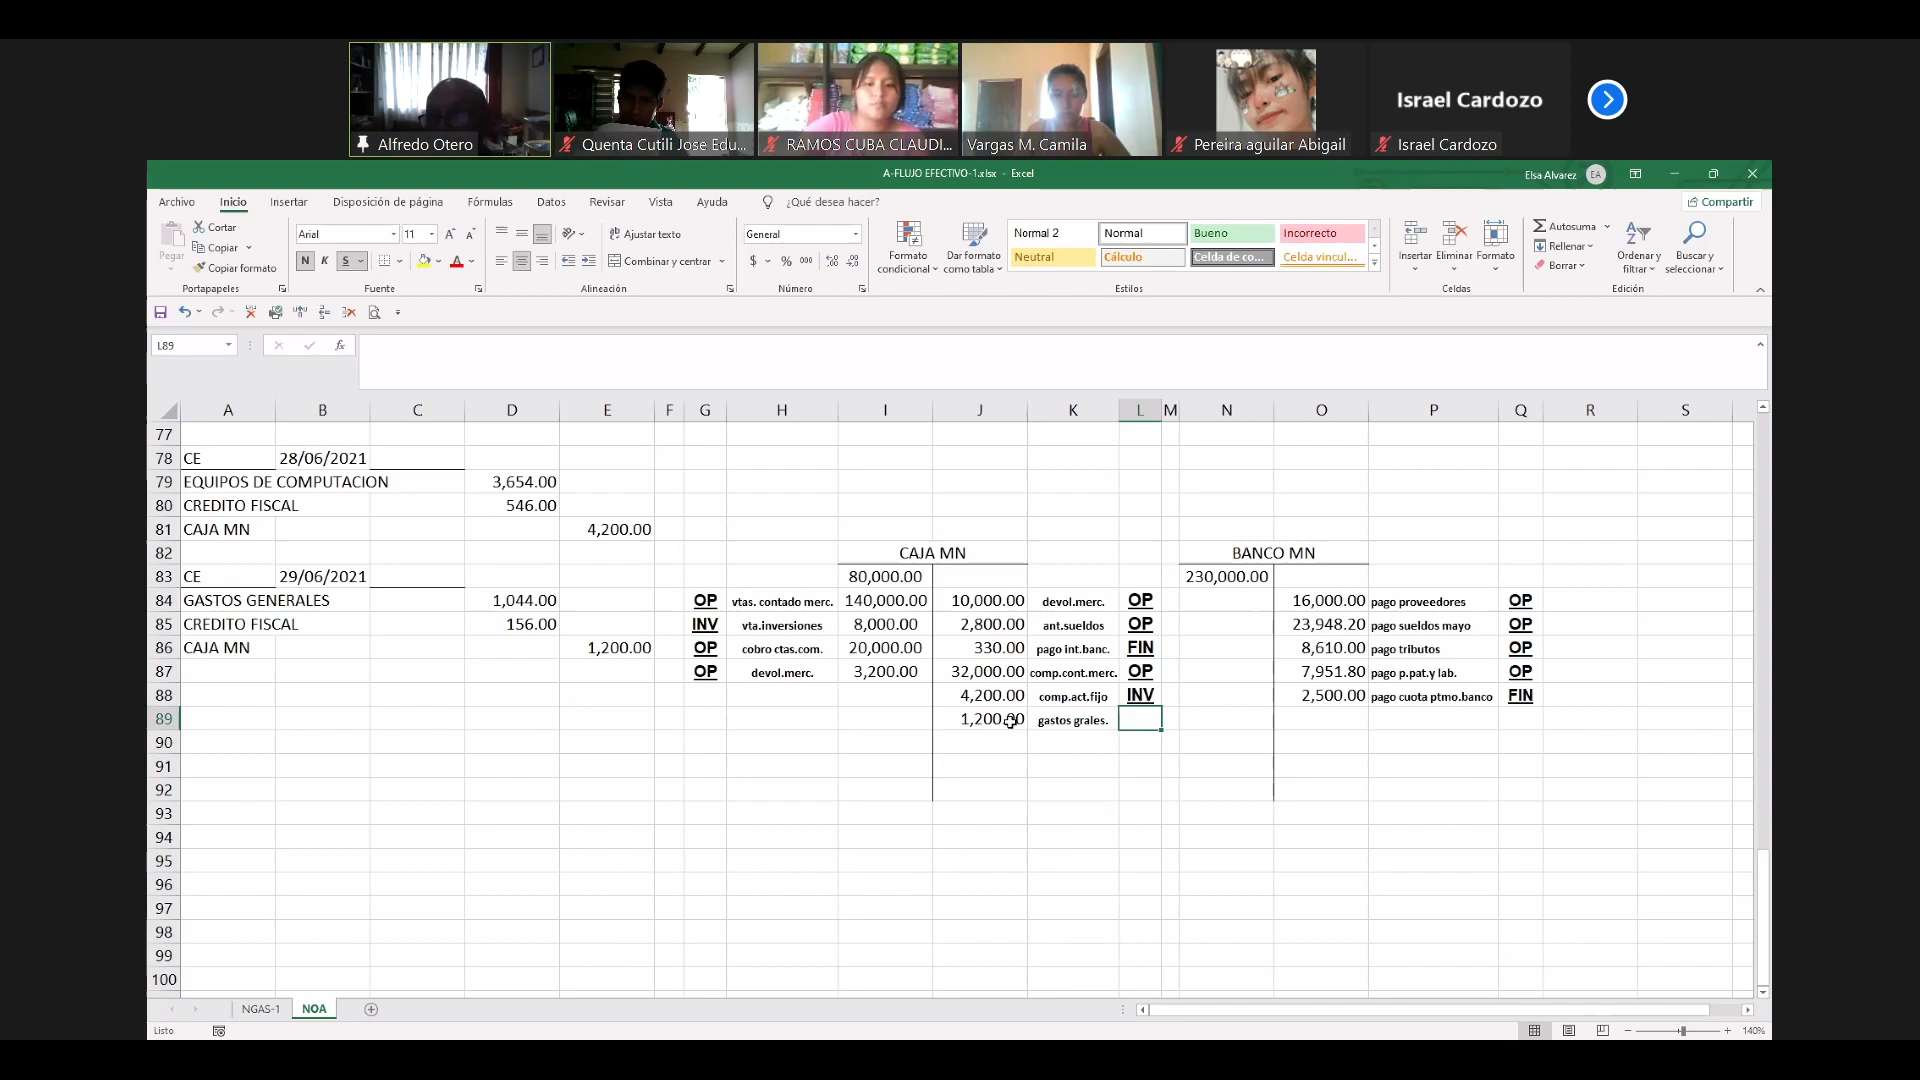 Israel Cardozo
Alfredo Otero
Quenta Cutili Jose Edu...
RAMOS CUBA CLAUDI...
Vargas M. Camila
Pereira aguilar Abigail
Israel Cardozo
A-FLUJO EFECTIVO-1.xlsx - Excel
Elsa Alvarez EA
Archivo Inicio Insertar Disposición de página Fórmulas Datos Revisar Vista Ayuda ¿Qué desea hacer? Compartir
Pegar
Cortar
Copiar
Copiar formato
Portapapeles
Arial 11
N K S
Fuente
Ajustar texto
Combinar y centrar
Alineación
General
$ % 000
Número
Formato condicional
Dar formato como tabla
Normal 2 Normal Bueno Incorrecto
Neutral Cálculo Celda de co... Celda vincul...
Estilos
Insertar Eliminar Formato
Celdas
Autosuma
Rellenar
Borrar
Ordenar y filtrar
Buscar y seleccionar
Edición
L89 fx
A B C D E F G H I J K L M N O P Q R S
77
78 CE 28/06/2021
79 EQUIPOS DE COMPUTACION 3,654.00
80 CREDITO FISCAL 546.00
81 CAJA MN 4,200.00
82 CAJA MN BANCO MN
83 CE 29/06/2021 80,000.00 230,000.00
84 GASTOS GENERALES 1,044.00 OP vtas. contado merc. 140,000.00 10,000.00 devol.merc. OP 16,000.00 pago proveedores OP
85 CREDITO FISCAL 156.00 INV vta.inversiones 8,000.00 2,800.00 ant.sueldos OP 23,948.20 pago sueldos mayo OP
86 CAJA MN 1,200.00 OP cobro ctas.com. 20,000.00 330.00 pago int.banc. FIN 8,610.00 pago tributos OP
87 OP devol.merc. 3,200.00 32,000.00 comp.cont.merc. OP 7,951.80 pago p.pat.y lab. OP
88 4,200.00 comp.act.fijo INV 2,500.00 pago cuota ptmo.banco FIN
89 1,200.00 gastos grales.
90
91
92
93
94
95
96
97
98
99
100
NGAS-1 NOA
Listo 140%